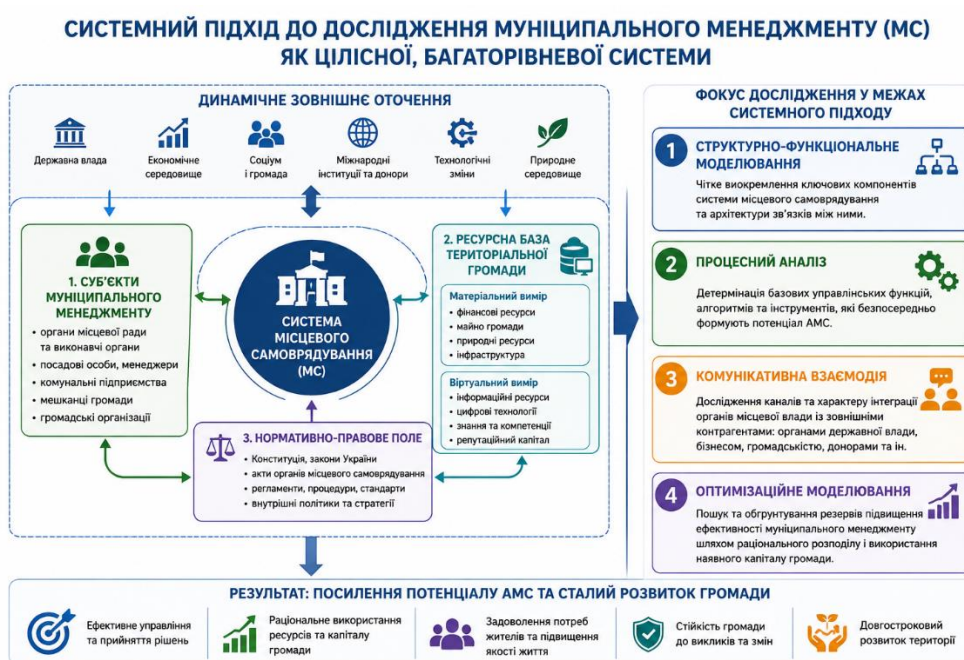 СИСТЕМНИЙ ПІДХІД ДО ДОСЛІДЖЕННЯ МУНІЦИПАЛЬНОГО МЕНЕДЖМЕНТУ (МС)
ЯК ЦІЛІСНОЇ, БАГАТОРІВНЕВОЇ СИСТЕМИ
ДИНАМІЧНЕ ЗОВНІШНЄ ОТОЧЕННЯ
Державна влада
Економічне
середовище
Соціум
і громада
Міжнародні
інституції та донори
Технологічні
зміни
Природне
середовище
1. СУБ'ЄКТИ
МУНІЦИПАЛЬНОГО
МЕНЕДЖМЕНТУ
• органи місцевої ради
та виконавчі органи
• посадові особи, менеджери
• комунальні підприємства
• мешканці громади
• громадські організації
СИСТЕМА
МІСЦЕВОГО
САМОВРЯДУВАННЯ
(МС)
2. РЕСУРСНА БАЗА
ТЕРИТОРІАЛЬНОЇ
ГРОМАДИ
Матеріальний вимір
• фінансові ресурси
• майно громади
• природні ресурси
• інфраструктура
Віртуальний вимір
• інформаційні ресурси
• цифрові технології
• знання та компетенції
• репутаційний капітал
3. НОРМАТИВНО-ПРАВОВЕ ПОЛЕ
• Конституція, закони України
• акти органів місцевого самоврядування
• регламенти, процедури, стандарти
• внутрішні політики та стратегії
ФОКУС ДОСЛІДЖЕННЯ У МЕЖАХ
СИСТЕМНОГО ПІДХОДУ
1 СТРУКТУРНО-ФУНКЦІОНАЛЬНЕ
МОДЕЛЮВАННЯ
Чітке виокремлення ключових компонентів
системи місцевого самоврядування
та архітектури зв'язків між ними.
2 ПРОЦЕСНИЙ АНАЛІЗ
Детермінація базових управлінських функцій,
алгоритмів та інструментів, які безпосередньо
формують потенціал АМС.
3 КОМУНІКАТИВНА ВЗАЄМОДІЯ
Дослідження каналів та характеру інтеграції
органів місцевої влади із зовнішніми
контрагентами: органами державної влади,
бізнесом, громадськістю, донорами та ін.
4 ОПТИМІЗАЦІЙНЕ МОДЕЛЮВАННЯ
Пошук та обґрунтування резервів підвищення
ефективності муніципального менеджменту
шляхом раціонального розподілу і використання
наявного капіталу громади.
РЕЗУЛЬТАТ: ПОСИЛЕННЯ ПОТЕНЦІАЛУ АМС ТА СТАЛИЙ РОЗВИТОК ГРОМАДИ
Ефективне управління
та прийняття рішень
Раціональне використання
ресурсів та капіталу
громади
Задоволення потреб
жителів та підвищення
якості життя
Стійкість громади
до викликів та змін
Довгостроковий
розвиток території